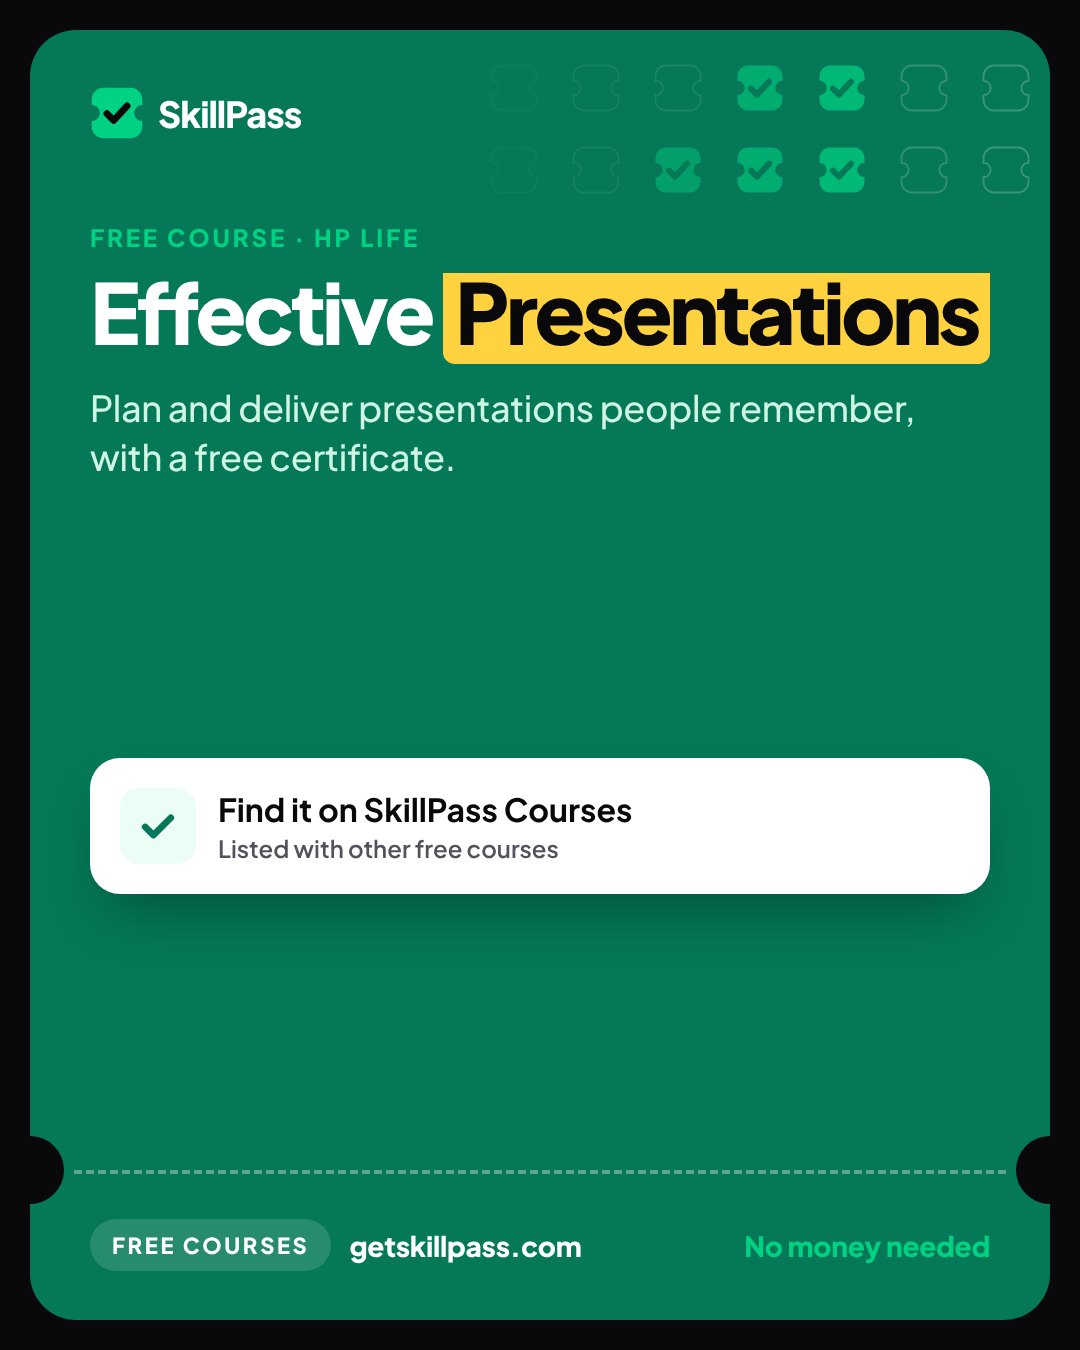 SkillPass
FREE COURSE · HP LIFE
Effective Presentations
Plan and deliver presentations people remember,
with a free certificate.
Find it on SkillPass Courses
Listed with other free courses
FREE COURSES getskillpass.com No money needed